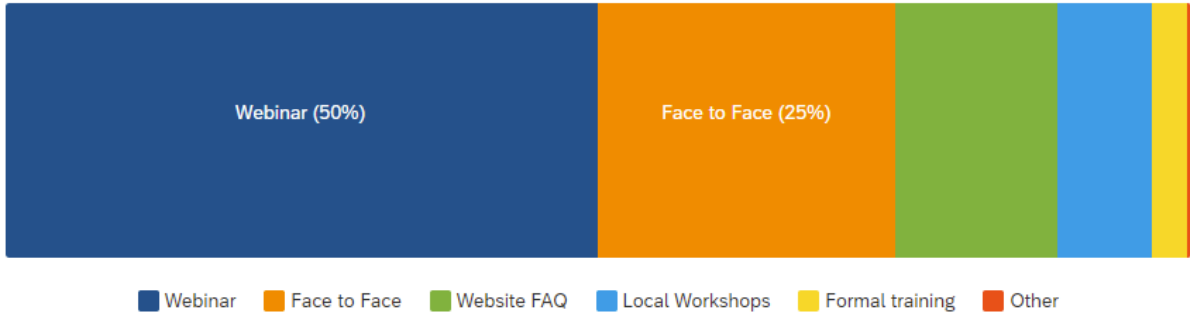 Webinar (50%) Face to Face (25%)
Webinar Face to Face Website FAQ Local Workshops Formal training Other